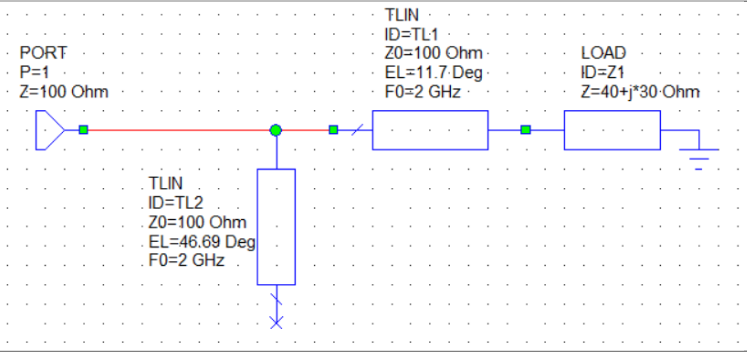 TLIN
ID=TL1
Z0=100 Ohm
EL=11.7 Deg
F0=2 GHz
PORT
P=1
Z=100 Ohm
LOAD
ID=Z1
Z=40+j*30 Ohm
TLIN
ID=TL2
Z0=100 Ohm
EL=46.69 Deg
F0=2 GHz